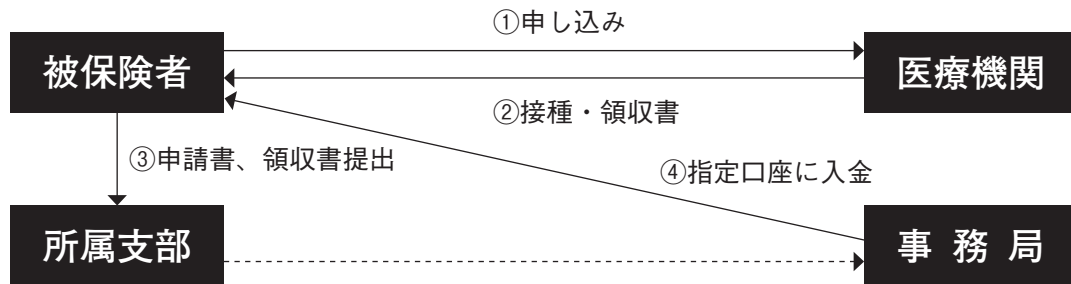 ①申し込み
被保険者
医療機関
②接種・領収書
③申請書、領収書提出
④指定口座に入金
所属支部
事務局